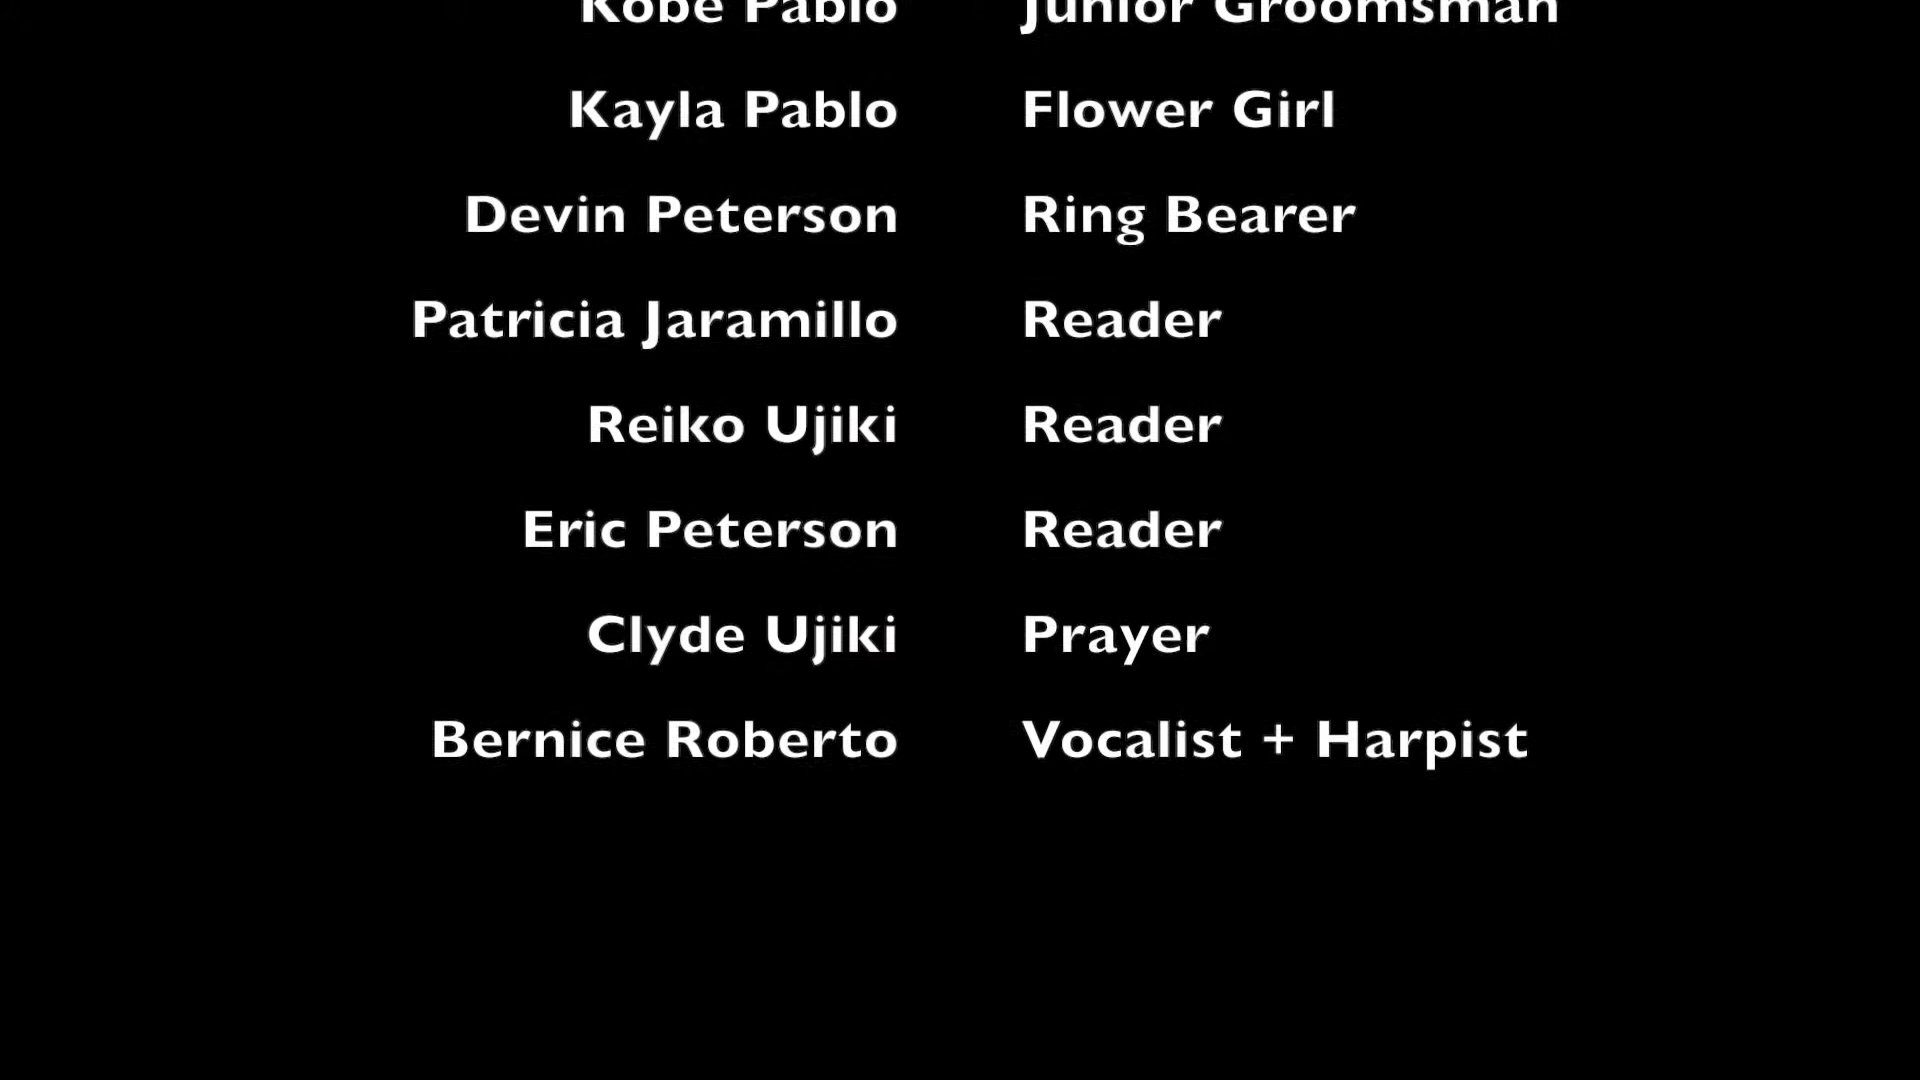 Kobe Pablo Junior Groomsman
Kayla Pablo Flower Girl
Devin Peterson Ring Bearer
Patricia Jaramillo Reader
Reiko Ujiki Reader
Eric Peterson Reader
Clyde Ujiki Prayer
Bernice Roberto Vocalist + Harpist